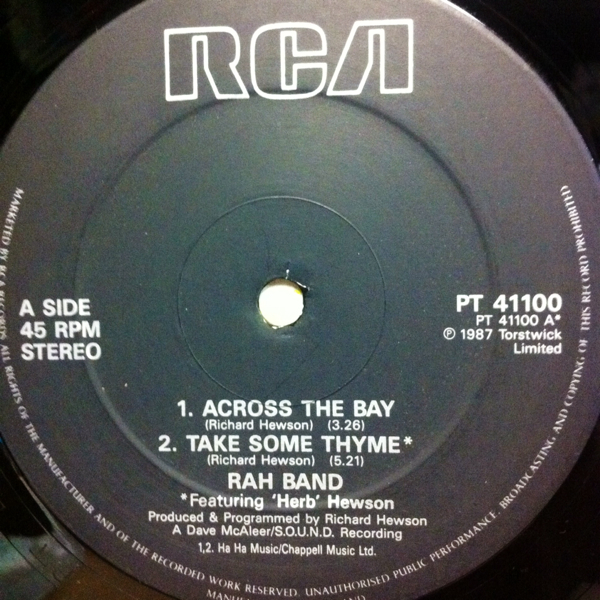 RCA
A SIDE
45 RPM
STEREO
PT 41100
PT 41100 A*
℗ 1987 Torstwick
Limited
1. ACROSS THE BAY
(Richard Hewson) (3.26)
2. TAKE SOME THYME*
(Richard Hewson) (5.21)
RAH BAND
*Featuring 'Herb' Hewson
Produced & Programmed by Richard Hewson
A Dave McAleer/S.O.U.N.D. Recording
1,2. Ha Ha Music/Chappell Music Ltd.
MARKETED BY RCA RECORDS. ALL RIGHTS OF THE MANUFACTURER AND OF THE RECORDED WORK RESERVED. UNAUTHORISED PUBLIC PERFORMANCE, BROADCASTING AND COPYING OF THIS RECORD PROHIBITED